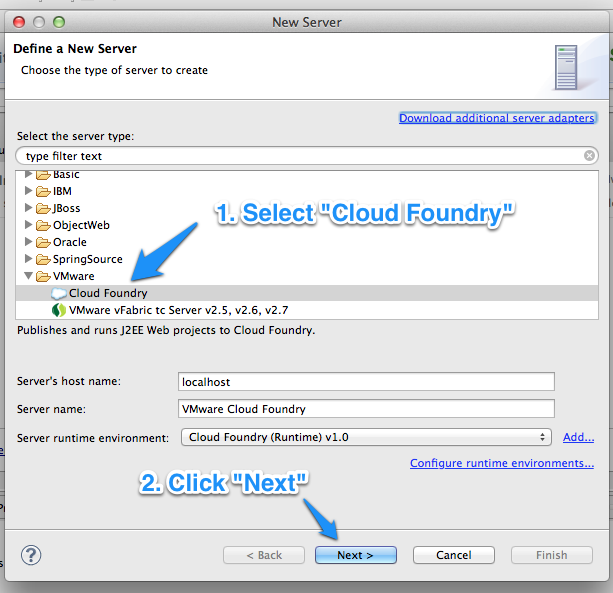 New Server
Define a New Server
Choose the type of server to create
Download additional server adapters
Select the server type:
type filter text
Basic
IBM
JBoss
1. Select "Cloud Foundry"
ObjectWeb
Oracle
SpringSource
VMware
Cloud Foundry
VMware vFabric tc Server v2.5, v2.6, v2.7
Publishes and runs J2EE Web projects to Cloud Foundry.
Server's host name: localhost
Server name: VMware Cloud Foundry
Server runtime environment: Cloud Foundry (Runtime) v1.0 Add...
Configure runtime environments...
2. Click "Next"
? < Back Next > Cancel Finish